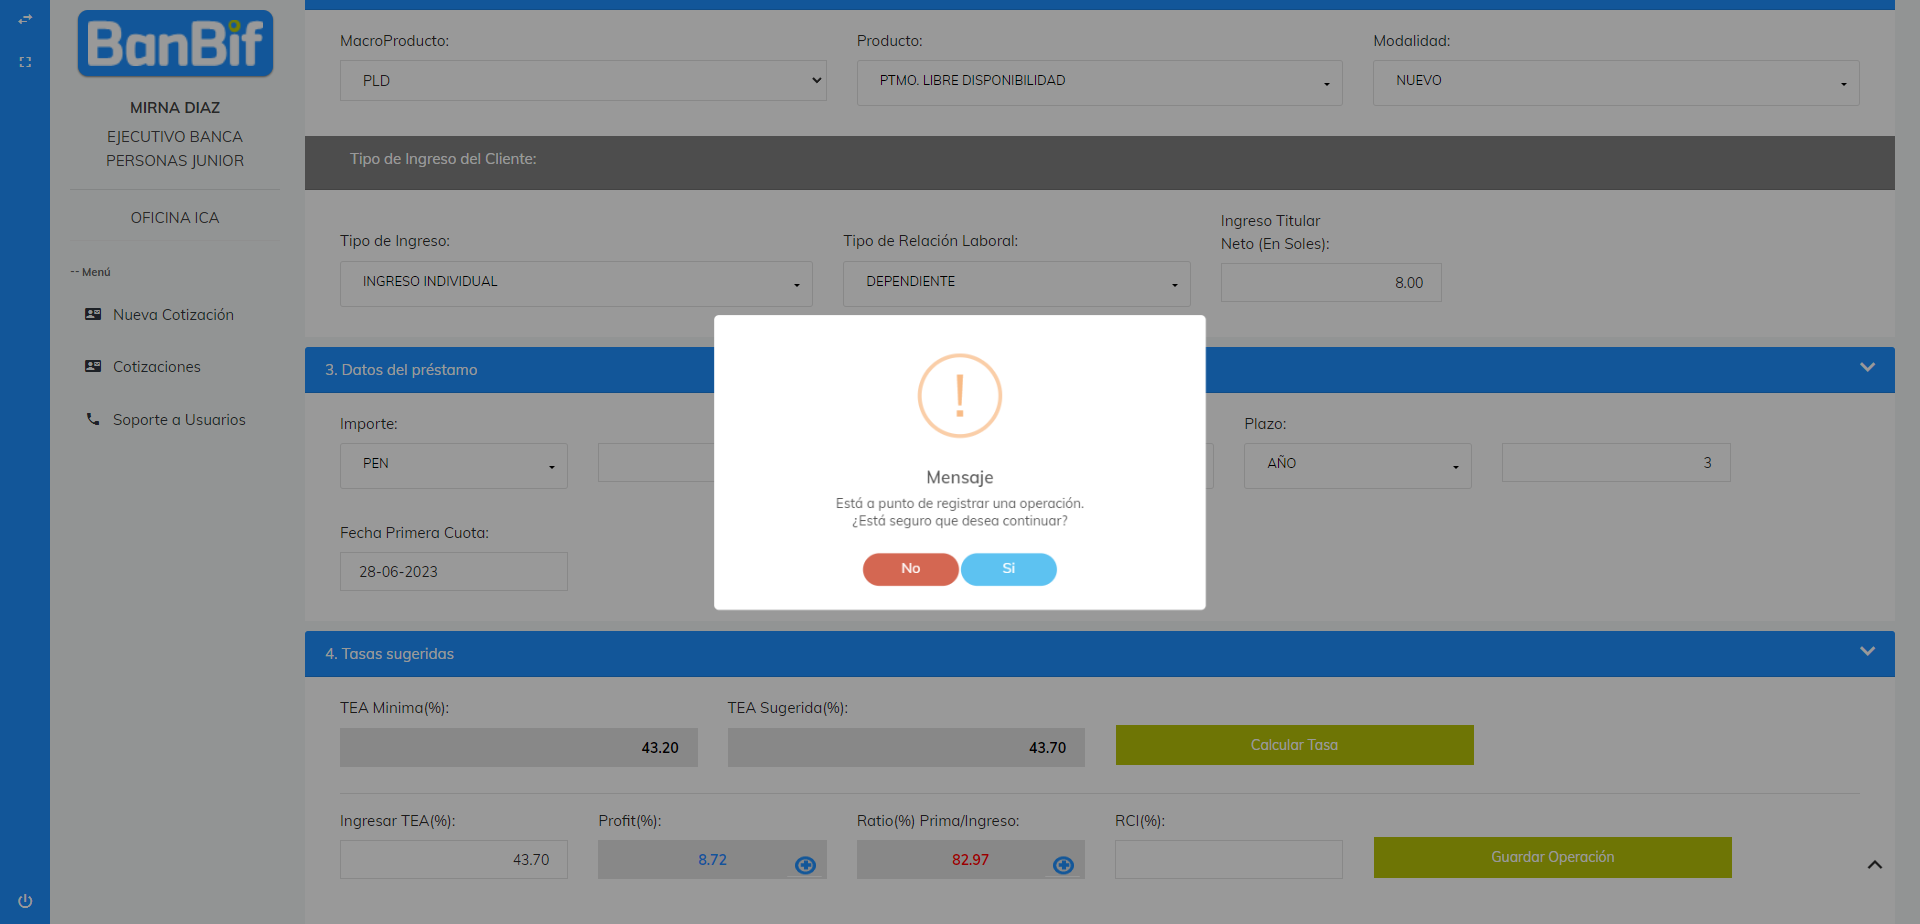 BanBif
MIRNA DIAZ
EJECUTIVO BANCA
PERSONAS JUNIOR
OFICINA ICA
-- Menú
Nueva Cotización
Cotizaciones
Soporte a Usuarios
MacroProducto:
Producto:
Modalidad:
PLD
PTMO. LIBRE DISPONIBILIDAD
NUEVO
Tipo de Ingreso del Cliente:
Tipo de Ingreso:
Tipo de Relación Laboral:
Ingreso Titular
Neto (En Soles):
INGRESO INDIVIDUAL
DEPENDIENTE
8.00
3. Datos del préstamo
Importe:
Plazo:
PEN
AÑO
3
Fecha Primera Cuota:
28-06-2023
Mensaje
Está a punto de registrar una operación.
¿Está seguro que desea continuar?
No
Si
4. Tasas sugeridas
TEA Minima(%):
TEA Sugerida(%):
43.20
43.70
Calcular Tasa
Ingresar TEA(%):
Profit(%):
Ratio(%) Prima/Ingreso:
RCI(%):
43.70
8.72
82.97
Guardar Operación